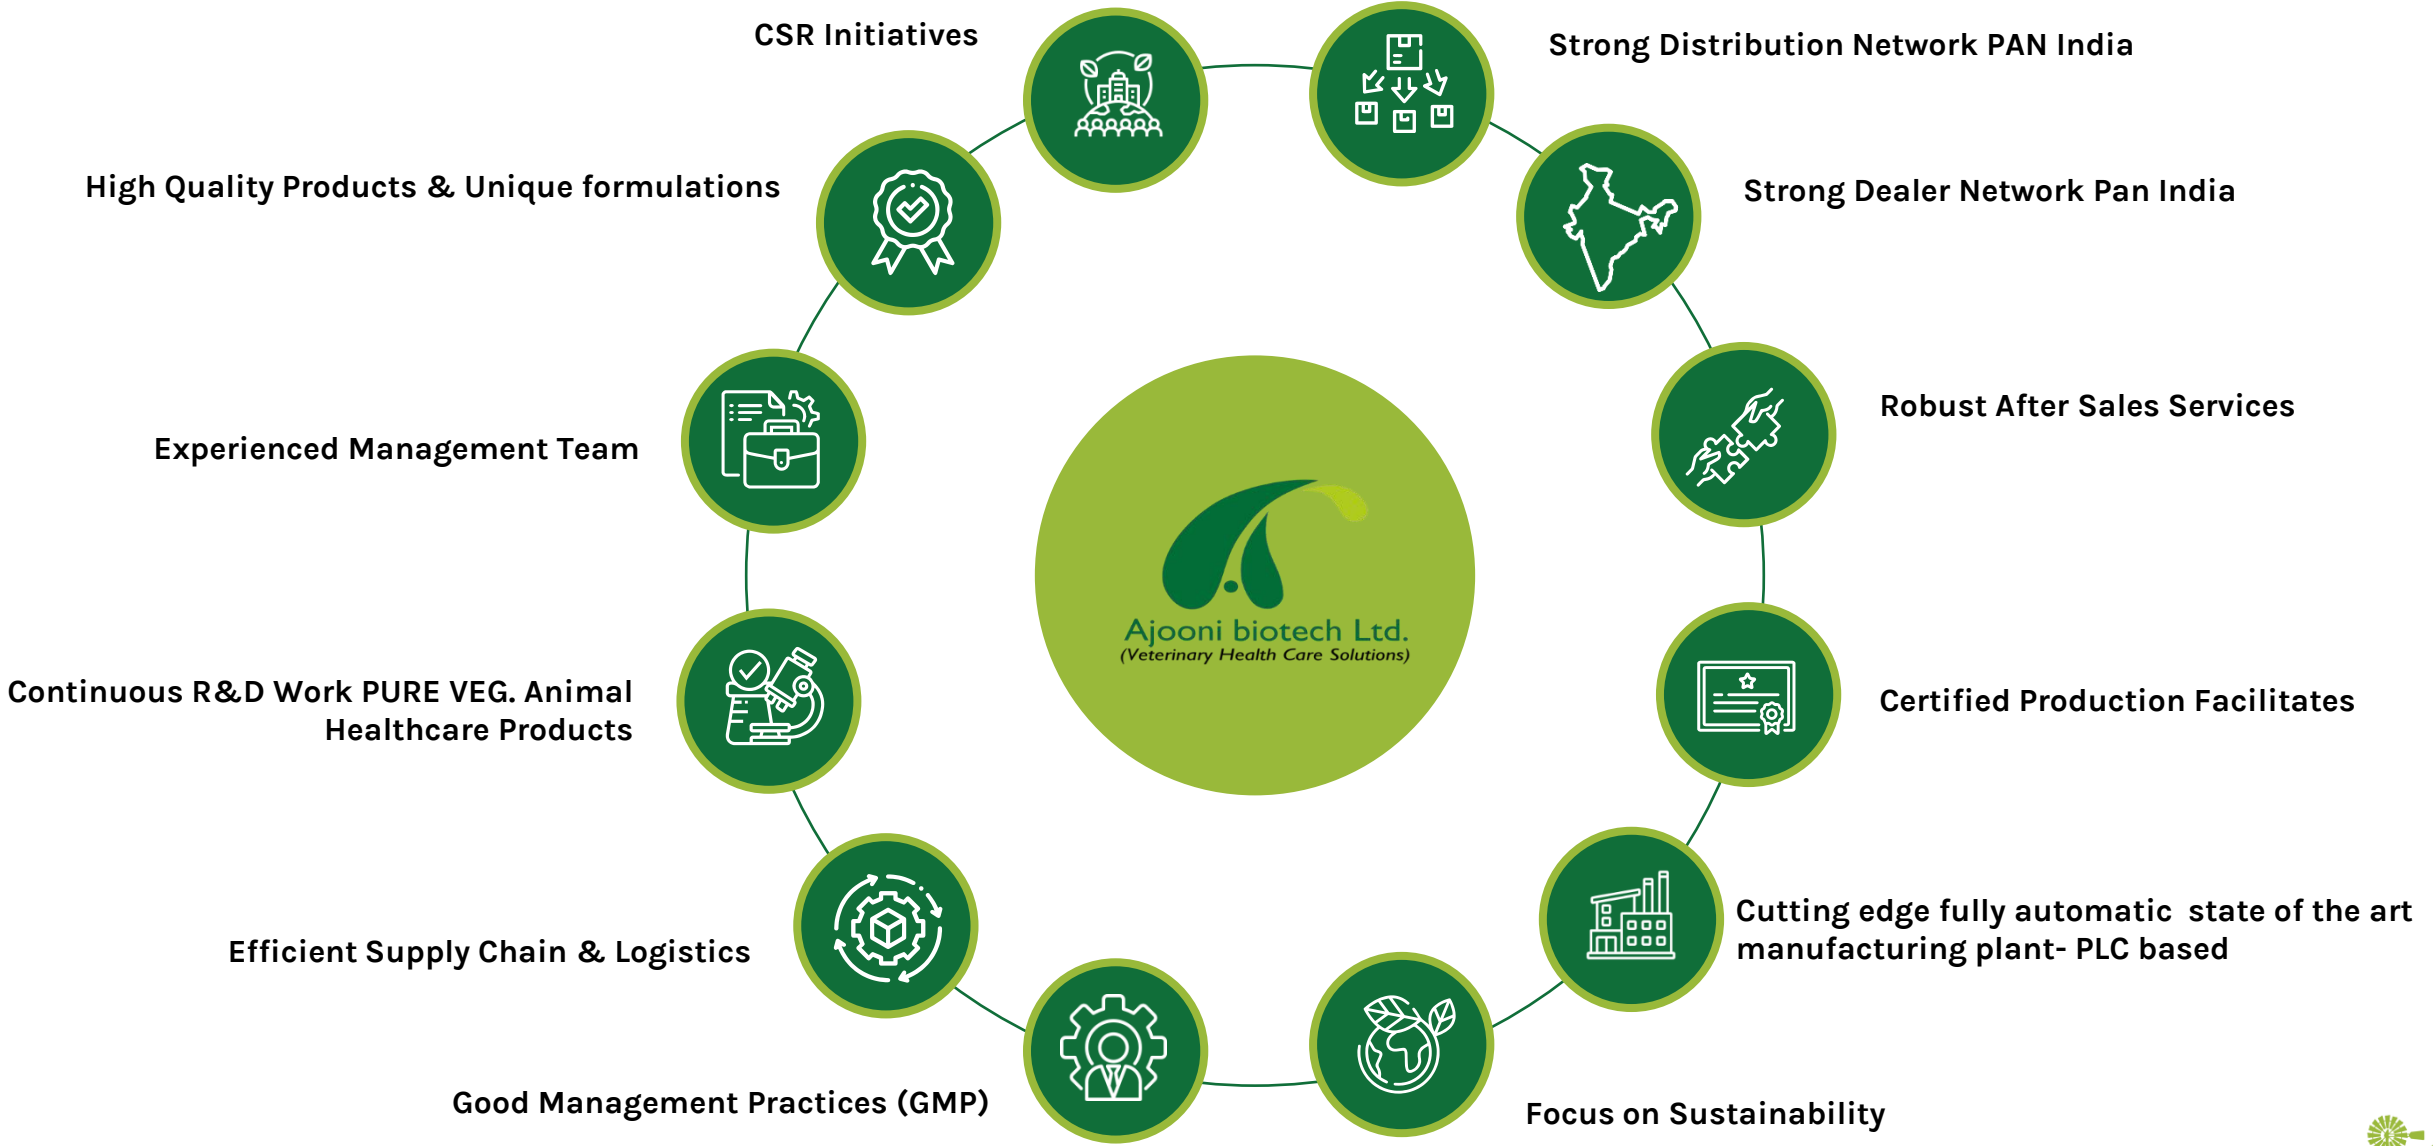 CSR Initiatives
Strong Distribution Network PAN India
High Quality Products & Unique formulations
Strong Dealer Network Pan India
Experienced Management Team
Robust After Sales Services
Ajooni biotech Ltd.
(Veterinary Health Care Solutions)
Continuous R&D Work PURE VEG. Animal
Healthcare Products
Certified Production Facilitates
Efficient Supply Chain & Logistics
Cutting edge fully automatic  state of the art
manufacturing plant- PLC based
Good Management Practices (GMP)
Focus on Sustainability